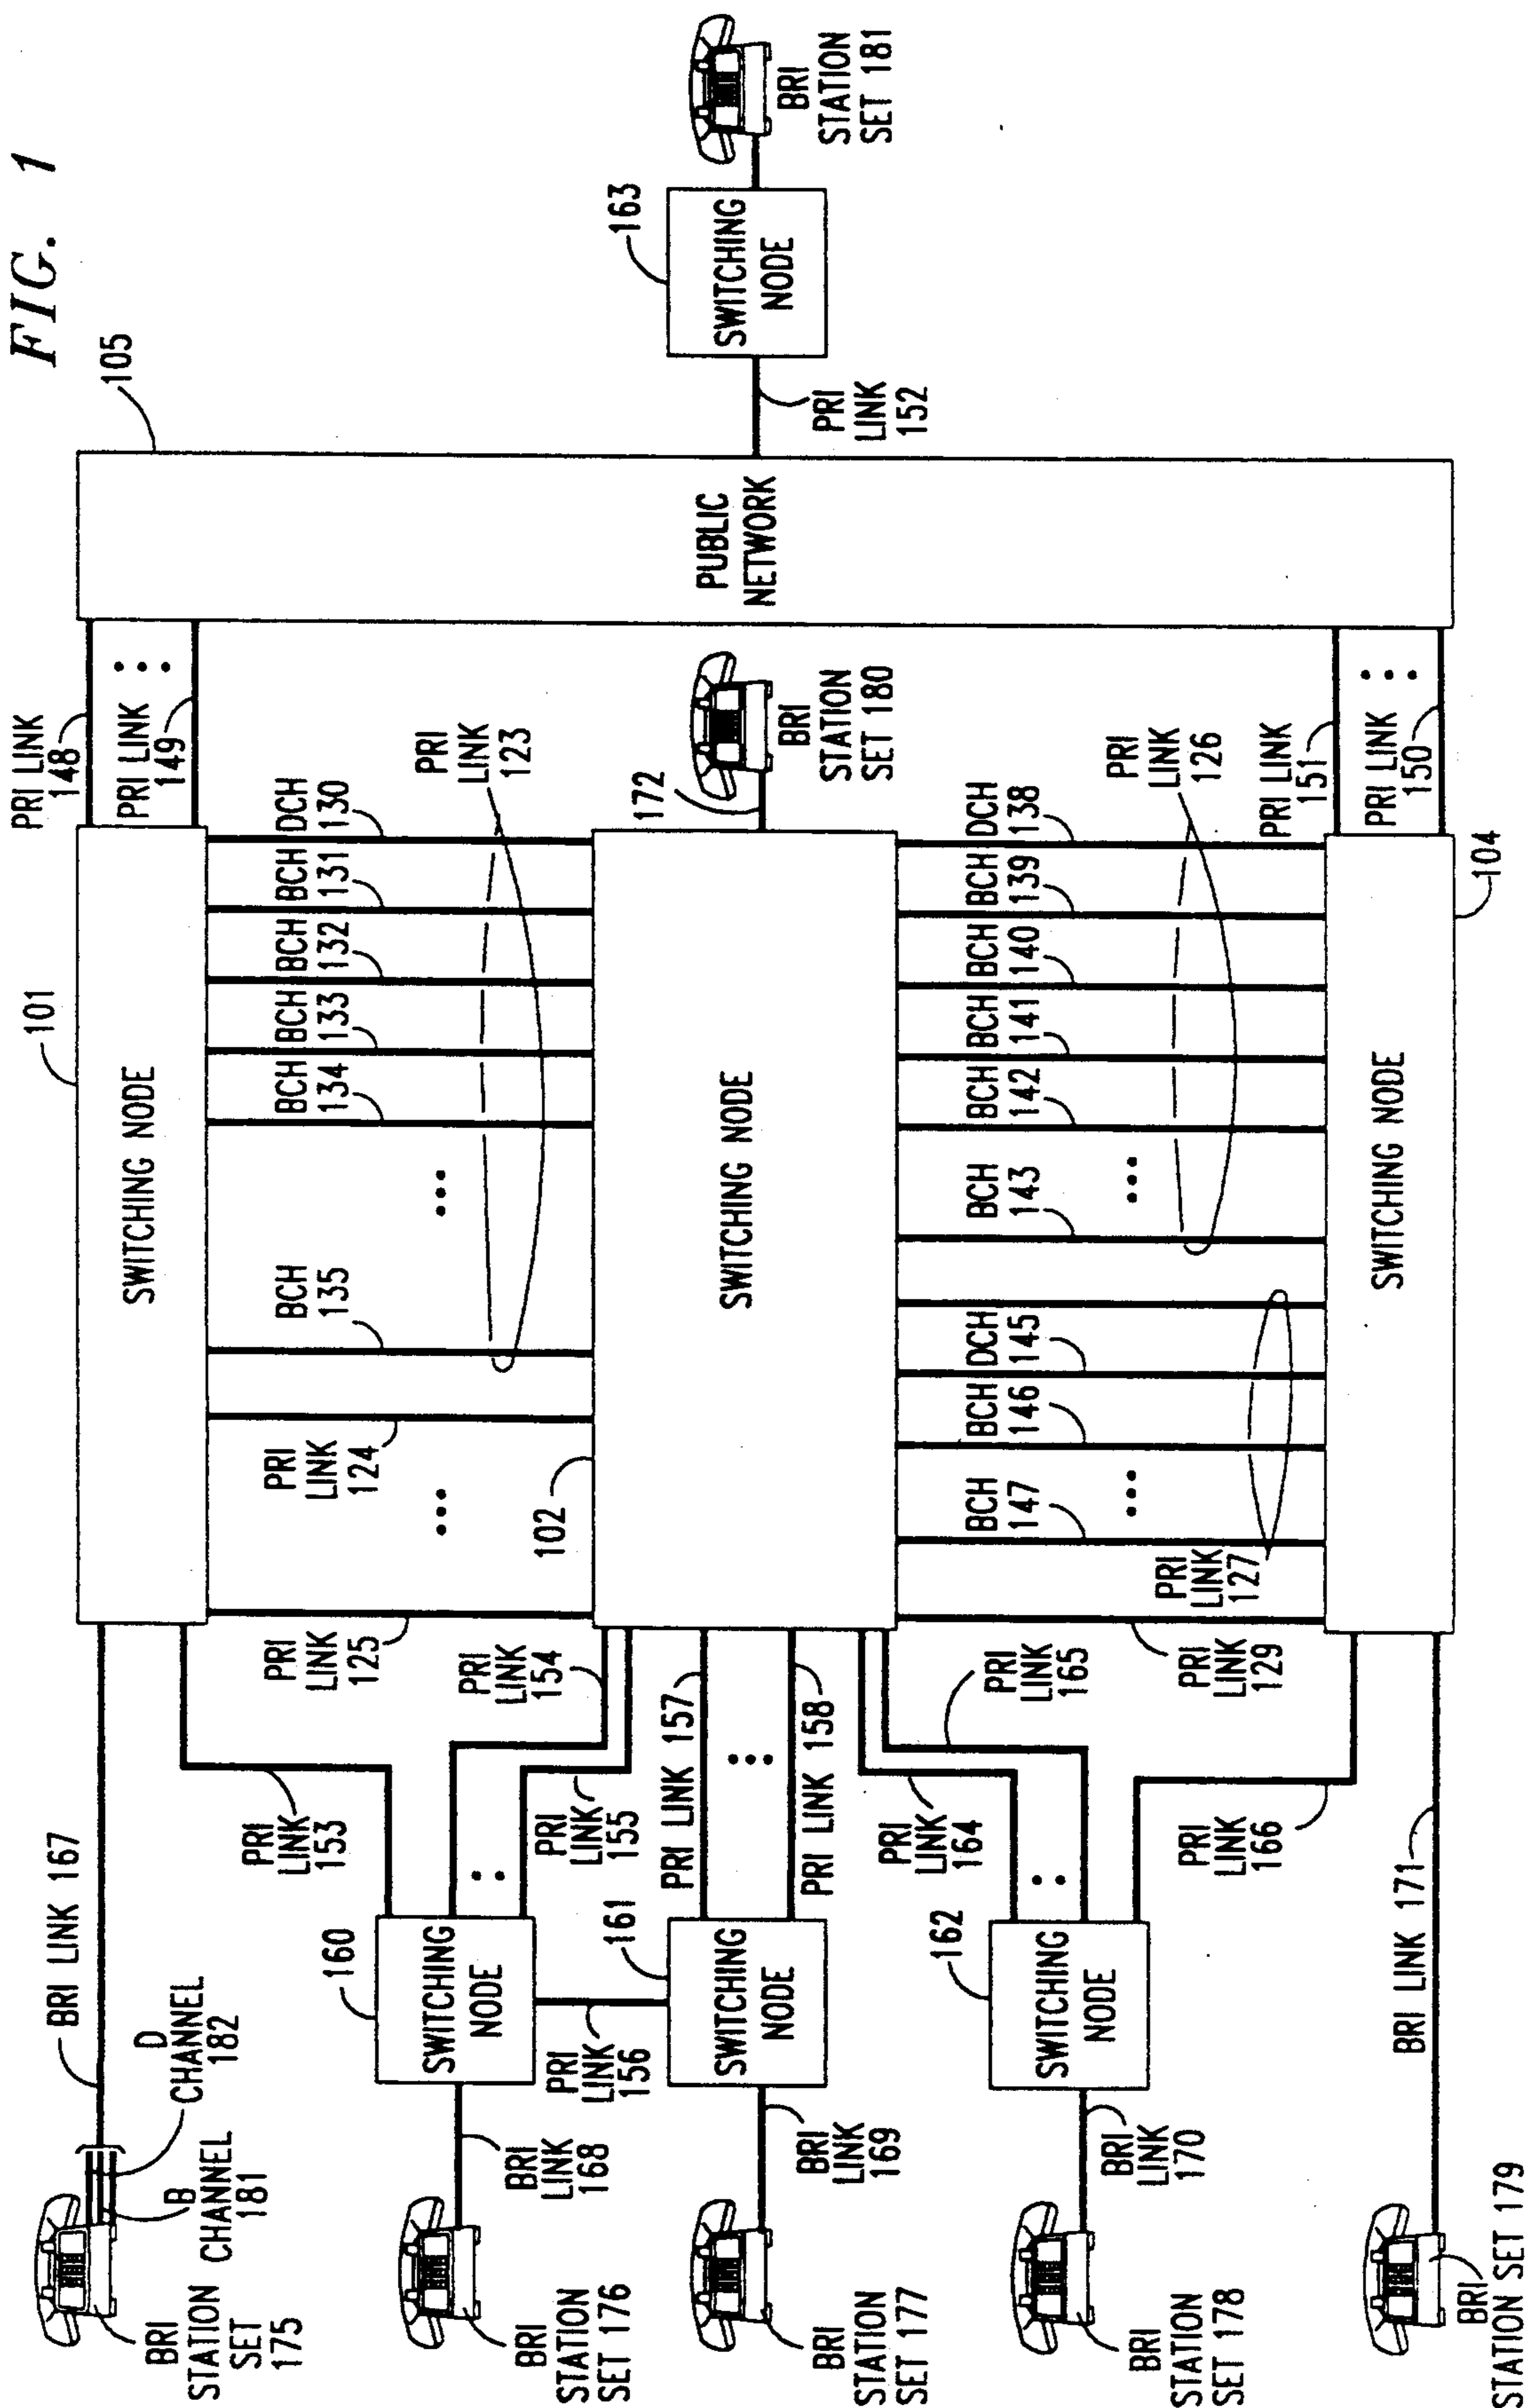 FIG. 1
BRI LINK 167
D
CHANNEL
182
B
CHANNEL
181
BRI
STATION
SET
175
101
SWITCHING NODE
PRI LINK
148
PRI LINK
149
105
PUBLIC
NETWORK
PRI
LINK
153
PRI
LINK
125
PRI
LINK
124
BCH
135
BCH
134
BCH
133
BCH
132
BCH
131
DCH
130
PRI
LINK
123
160
SWITCHING
NODE
BRI
LINK
168
BRI
STATION
SET 176
PRI
LINK
154
PRI
LINK
155
PRI
LINK
156
161
SWITCHING
NODE
BRI
LINK
169
BRI
STATION
SET 177
PRI LINK 157
PRI LINK 158
102
SWITCHING NODE
172
BRI
STATION
SET 180
PRI
LINK
152
163
SWITCHING
NODE
BRI
STATION
SET 181
162
SWITCHING
NODE
BRI
LINK
170
BRI
STATION
SET 178
PRI
LINK
164
PRI
LINK
165
PRI
LINK
166
PRI
LINK
129
BCH
147
BCH
146
DCH
145
PRI
LINK
127
BCH
143
BCH
142
BCH
141
BCH
140
BCH
139
DCH
138
PRI
LINK
126
PRI LINK
151
PRI LINK
150
SWITCHING NODE
104
BRI LINK 171
BRI
STATION SET 179